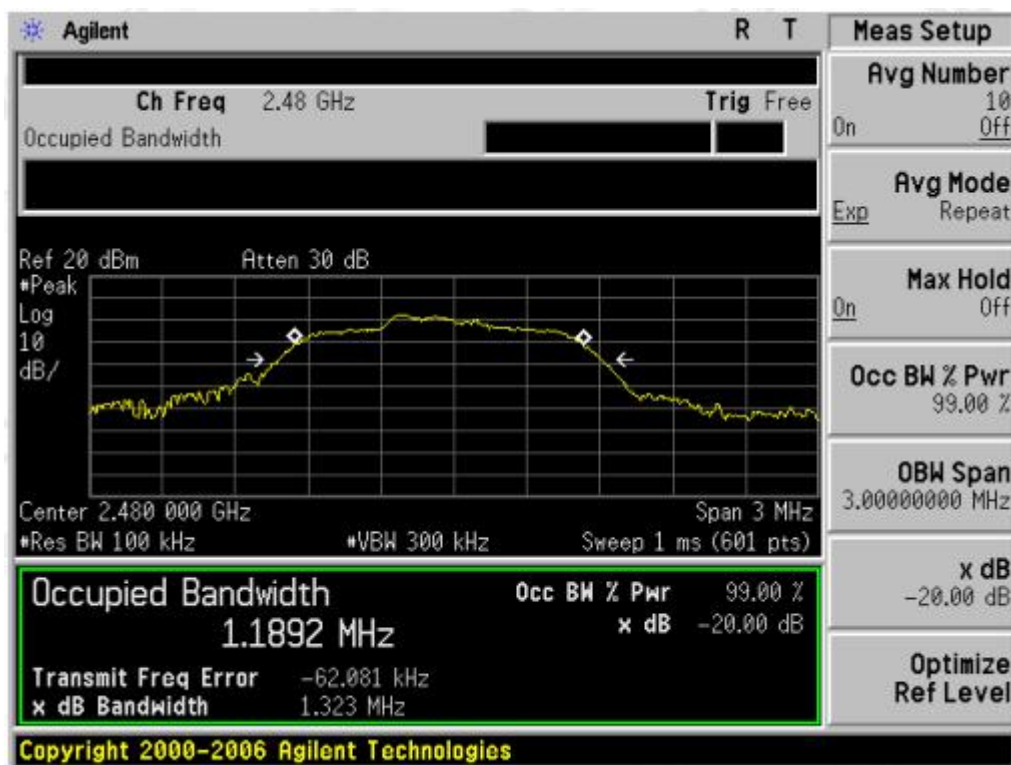 Agilent R T
Ch Freq 2.48 GHz Trig Free
Occupied Bandwidth
Ref 20 dBm Atten 30 dB
#Peak
Log
10
dB/
Center 2.480 000 GHz Span 3 MHz
#Res BW 100 kHz #VBW 300 kHz Sweep 1 ms (601 pts)
Occupied Bandwidth Occ BW % Pwr 99.00 %
1.1892 MHz x dB -20.00 dB
Transmit Freq Error -62.081 kHz
x dB Bandwidth 1.323 MHz
Copyright 2000-2006 Agilent Technologies
Meas Setup
Avg Number
10
On Off
Avg Mode
Exp Repeat
Max Hold
On Off
Occ BW % Pwr
99.00 %
OBW Span
3.00000000 MHz
x dB
-20.00 dB
Optimize
Ref Level